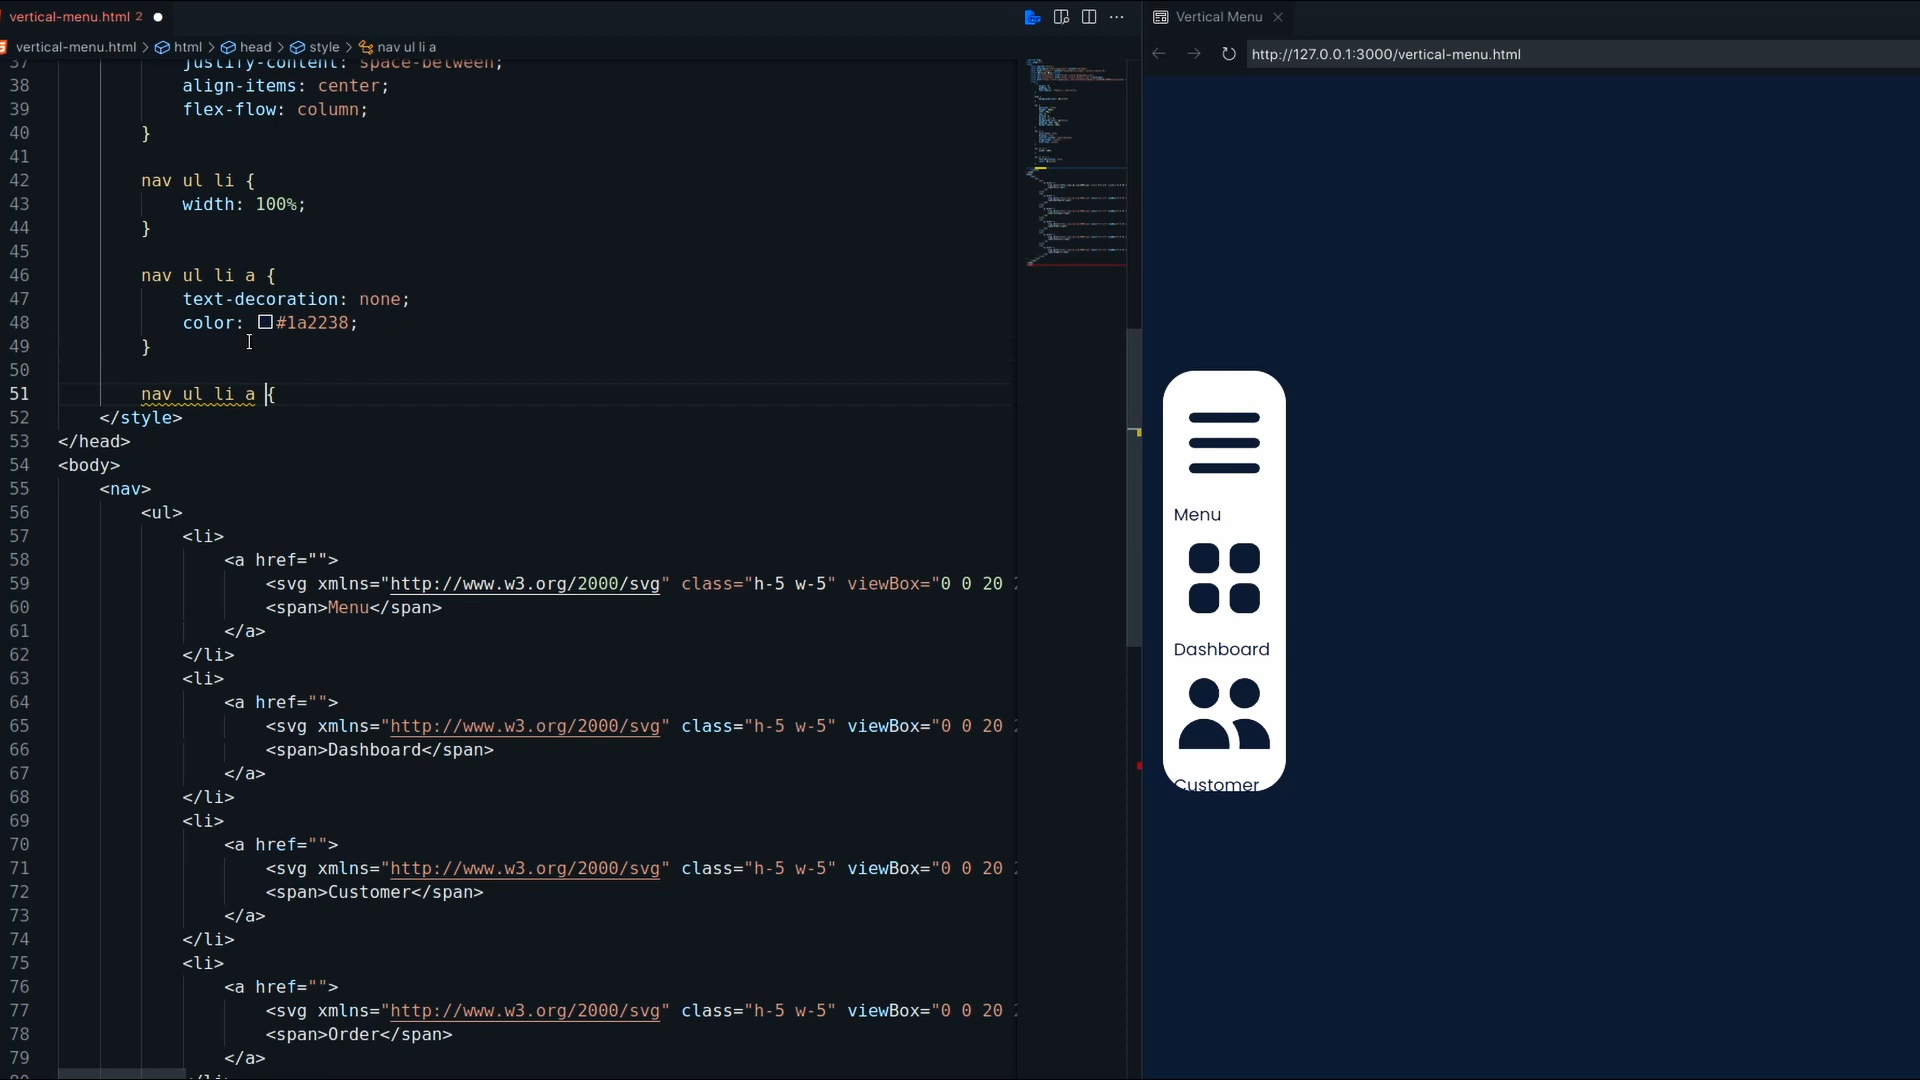 vertical-menu.html 2
vertical-menu.html > html > head > style > nav ul li a
37 justify-content: space-between;
38 align-items: center;
39 flex-flow: column;
40 }
41
42 nav ul li {
43 width: 100%;
44 }
45
46 nav ul li a {
47 text-decoration: none;
48 color: #1a2238;
49 }
50
51 nav ul li a {
52 </style>
53 </head>
54 <body>
55 <nav>
56 <ul>
57 <li>
58 <a href="">
59 <svg xmlns="http://www.w3.org/2000/svg" class="h-5 w-5" viewBox="0 0 20
60 <span>Menu</span>
61 </a>
62 </li>
63 <li>
64 <a href="">
65 <svg xmlns="http://www.w3.org/2000/svg" class="h-5 w-5" viewBox="0 0 20
66 <span>Dashboard</span>
67 </a>
68 </li>
69 <li>
70 <a href="">
71 <svg xmlns="http://www.w3.org/2000/svg" class="h-5 w-5" viewBox="0 0 20
72 <span>Customer</span>
73 </a>
74 </li>
75 <li>
76 <a href="">
77 <svg xmlns="http://www.w3.org/2000/svg" class="h-5 w-5" viewBox="0 0 20
78 <span>Order</span>
79 </a>
Vertical Menu
http://127.0.0.1:3000/vertical-menu.html
Menu
Dashboard
Customer